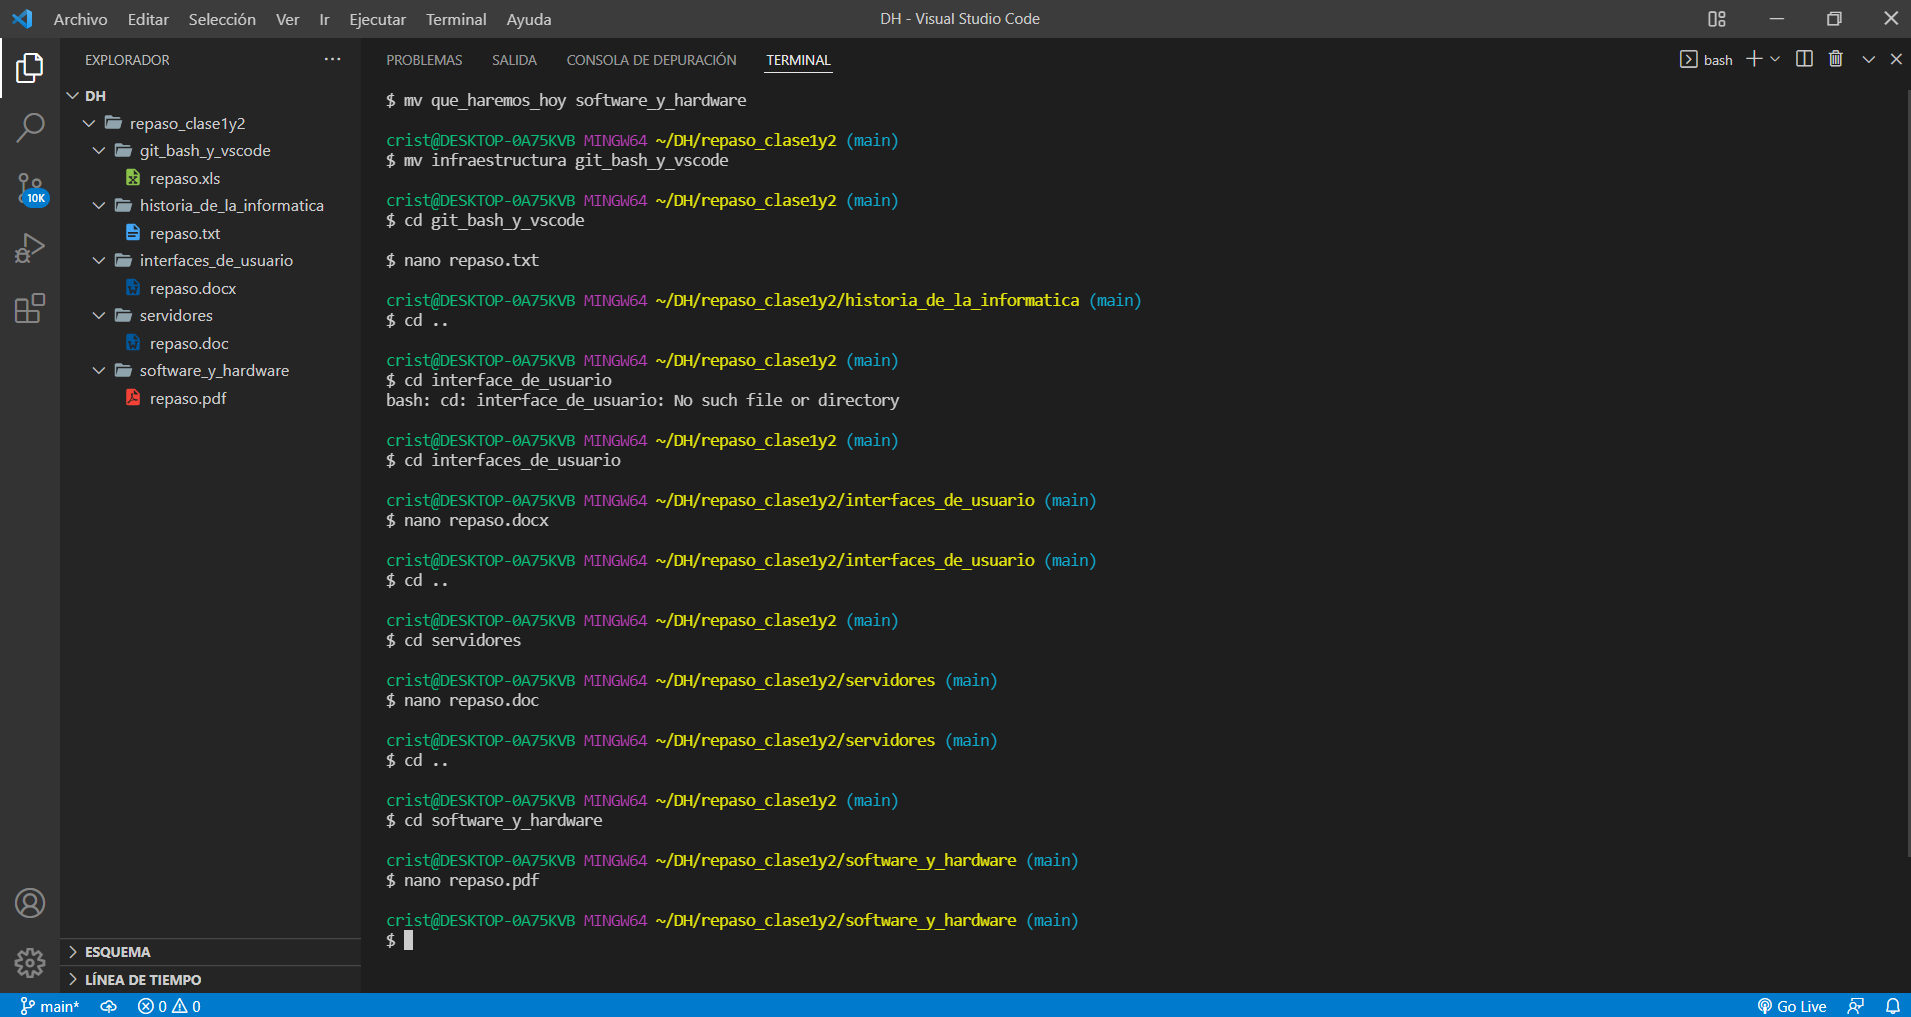 Archivo Editar Selección Ver Ir Ejecutar Terminal Ayuda
DH - Visual Studio Code
EXPLORADOR
DH
repaso_clase1y2
git_bash_y_vscode
repaso.xls
historia_de_la_informatica
repaso.txt
interfaces_de_usuario
repaso.docx
servidores
repaso.doc
software_y_hardware
repaso.pdf
ESQUEMA
LÍNEA DE TIEMPO
10K
PROBLEMAS SALIDA CONSOLA DE DEPURACIÓN TERMINAL
bash
$ mv que_haremos_hoy software_y_hardware
crist@DESKTOP-0A75KVB MINGW64 ~/DH/repaso_clase1y2 (main)
$ mv infraestructura git_bash_y_vscode
crist@DESKTOP-0A75KVB MINGW64 ~/DH/repaso_clase1y2 (main)
$ cd git_bash_y_vscode
$ nano repaso.txt
crist@DESKTOP-0A75KVB MINGW64 ~/DH/repaso_clase1y2/historia_de_la_informatica (main)
$ cd ..
crist@DESKTOP-0A75KVB MINGW64 ~/DH/repaso_clase1y2 (main)
$ cd interface_de_usuario
bash: cd: interface_de_usuario: No such file or directory
crist@DESKTOP-0A75KVB MINGW64 ~/DH/repaso_clase1y2 (main)
$ cd interfaces_de_usuario
crist@DESKTOP-0A75KVB MINGW64 ~/DH/repaso_clase1y2/interfaces_de_usuario (main)
$ nano repaso.docx
crist@DESKTOP-0A75KVB MINGW64 ~/DH/repaso_clase1y2/interfaces_de_usuario (main)
$ cd ..
crist@DESKTOP-0A75KVB MINGW64 ~/DH/repaso_clase1y2 (main)
$ cd servidores
crist@DESKTOP-0A75KVB MINGW64 ~/DH/repaso_clase1y2/servidores (main)
$ nano repaso.doc
crist@DESKTOP-0A75KVB MINGW64 ~/DH/repaso_clase1y2/servidores (main)
$ cd ..
crist@DESKTOP-0A75KVB MINGW64 ~/DH/repaso_clase1y2 (main)
$ cd software_y_hardware
crist@DESKTOP-0A75KVB MINGW64 ~/DH/repaso_clase1y2/software_y_hardware (main)
$ nano repaso.pdf
crist@DESKTOP-0A75KVB MINGW64 ~/DH/repaso_clase1y2/software_y_hardware (main)
$
main* 0 0
Go Live